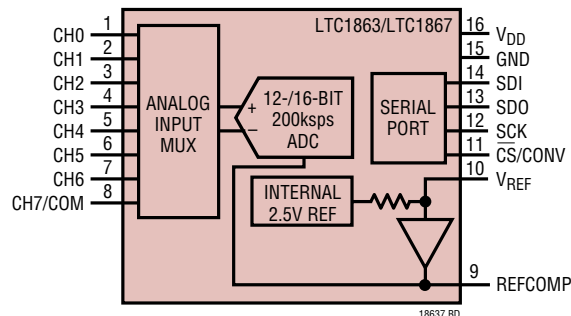 LTC1863/LTC1867
1 CH0
2 CH1
3 CH2
4 CH3
5 CH4
6 CH5
7 CH6
8 CH7/COM
ANALOG
INPUT
MUX
+
–
12-/16-BIT
200ksps
ADC
SERIAL
PORT
INTERNAL
2.5V REF
16 VDD
15 GND
14 SDI
13 SDO
12 SCK
11 C̅S̅/CONV
10 VREF
9 REFCOMP
18637 BD